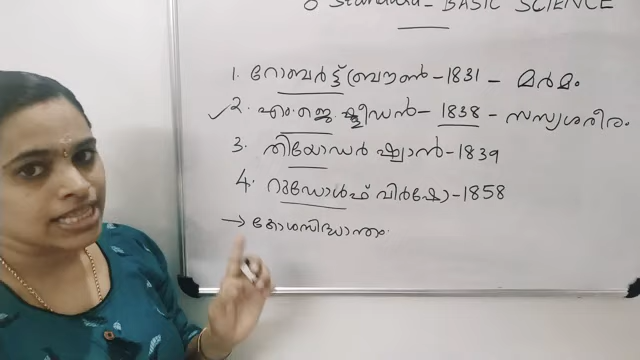 8 Standard - BASIC SCIENCE
1. റോബർട്ട് ബ്രൗൺ - 1831 - മർമ്മം
2. എം.ജെ. ഷ്ലീഡൻ - 1838 - സസ്യശരീരം
3. തിയോഡർ ഷ്വാൻ - 1839
4. റുഡോൾഫ് വിർഷോ - 1858
→ കോശസിദ്ധാന്തം